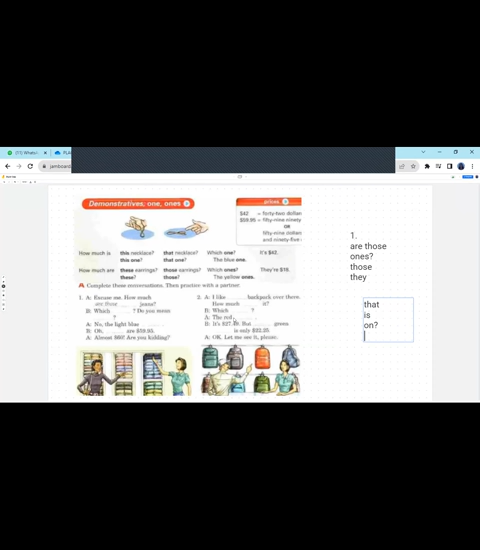 jamboard
Demonstratives; one, ones
prices
$42 = forty-two dollar
$59.95 = fifty-nine ninety
OR
fifty-nine dollar
and ninety-five
How much is this necklace? that necklace? Which one? It's $42.
this one? that one? The blue one.
How much are these earrings? those earrings? Which ones? They're $18.
these? those? The yellow ones.
A Complete these conversations. Then practice with a partner.
1. A: Excuse me. How much
are those jeans?
B: Which ? Do you mean
?
A: No, the light blue
B: Oh, are $59.95.
A: Almost $60! Are you kidding?
2. A: I like backpack over there.
How much it?
B: Which ?
A: The red
B: It's $27.49. But green
is only $22.25.
A: OK. Let me see it, please.
1.
are those
ones?
those
they
that
is
on?